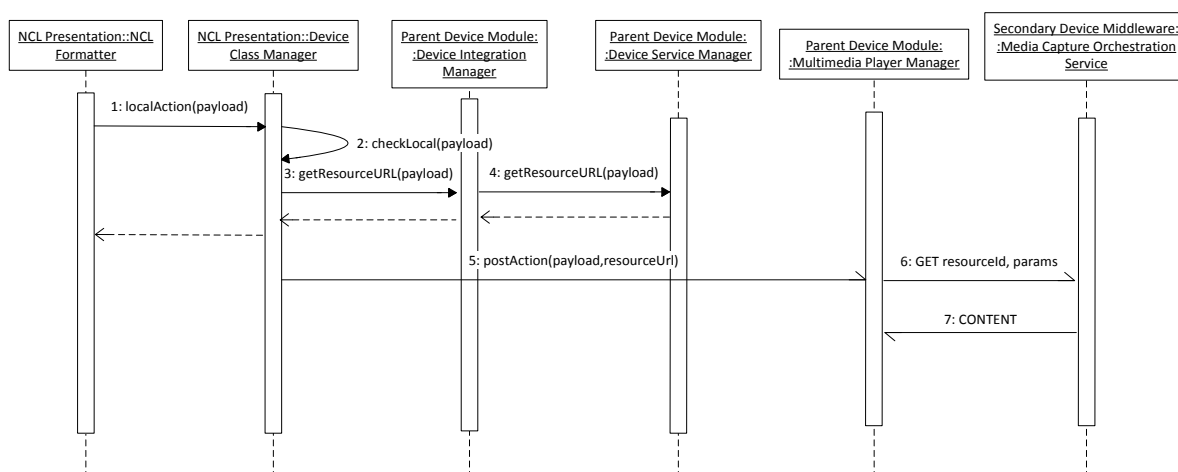 NCL Presentation::NCL
Formatter
NCL Presentation::Device
Class Manager
Parent Device Module:
:Device Integration
Manager
Parent Device Module:
:Device Service Manager
Parent Device Module:
:Multimedia Player Manager
Secondary Device Middleware:
:Media Capture Orchestration
Service
1: localAction(payload)
2: checkLocal(payload)
3: getResourceURL(payload)
4: getResourceURL(payload)
5: postAction(payload,resourceUrl)
6: GET resourceId, params
7: CONTENT